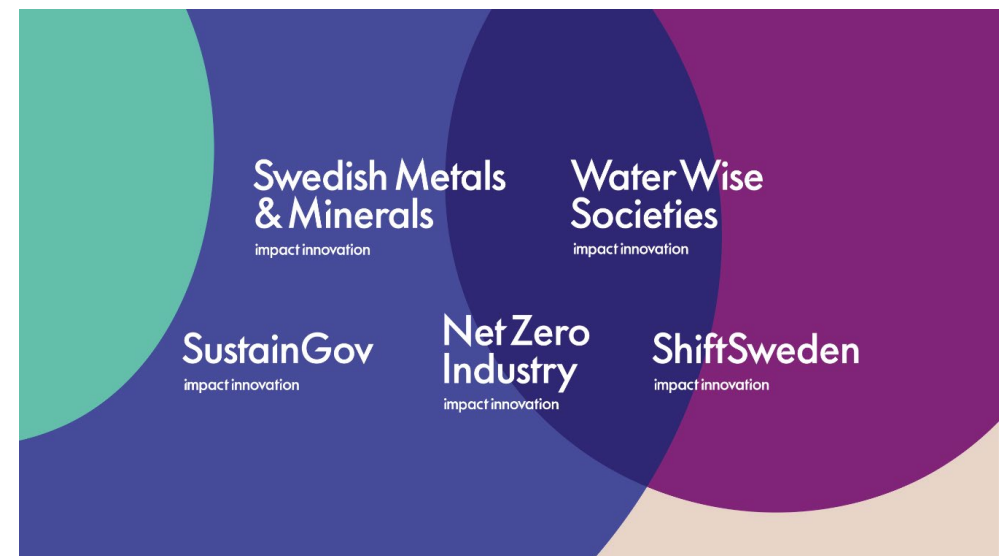 Swedish Metals
& Minerals
impact innovation
Water Wise
Societies
impact innovation
SustainGov
impact innovation
Net Zero
Industry
impact innovation
ShiftSweden
impact innovation